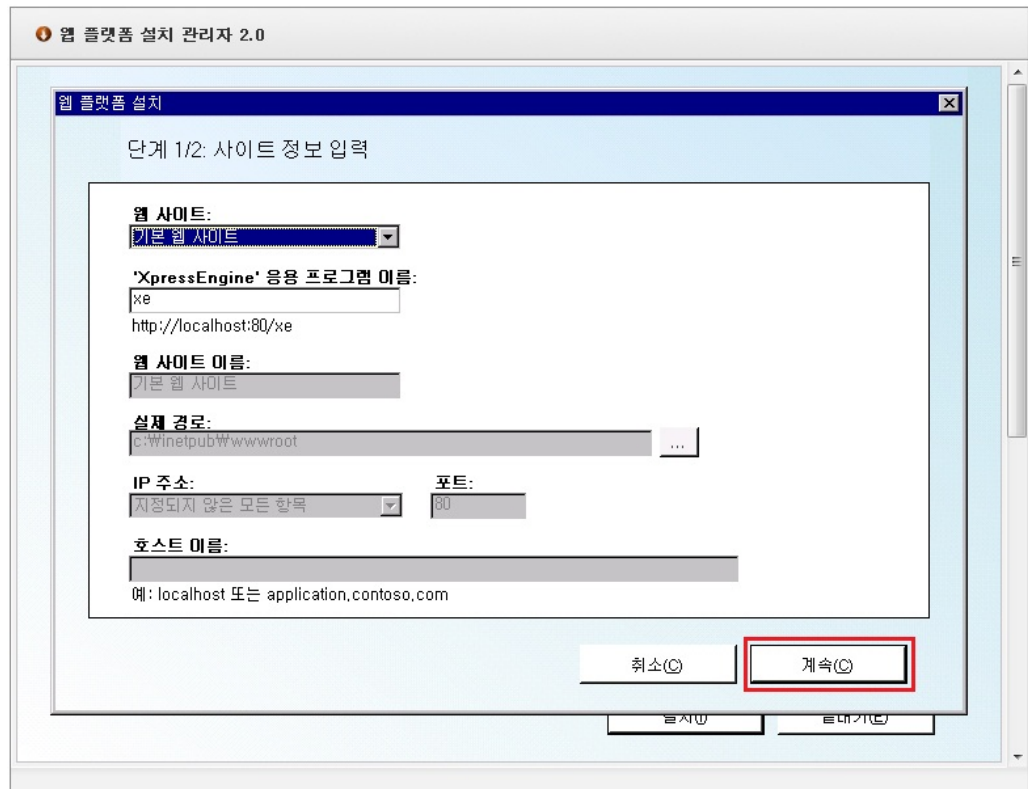 웹 플랫폼 설치 관리자 2.0
웹 플랫폼 설치
단계 1/2: 사이트 정보 입력
웹 사이트:
기본 웹 사이트
'XpressEngine' 응용 프로그램 이름:
xe
http://localhost:80/xe
웹 사이트 이름:
기본 웹 사이트
실제 경로:
c:₩inetpub₩wwwroot
...
IP 주소: 포트:
지정되지 않은 모든 항목 80
호스트 이름:
예: localhost 또는 application.contoso.com
취소(C) 계속(C)
설치(I) 끝내기(E)